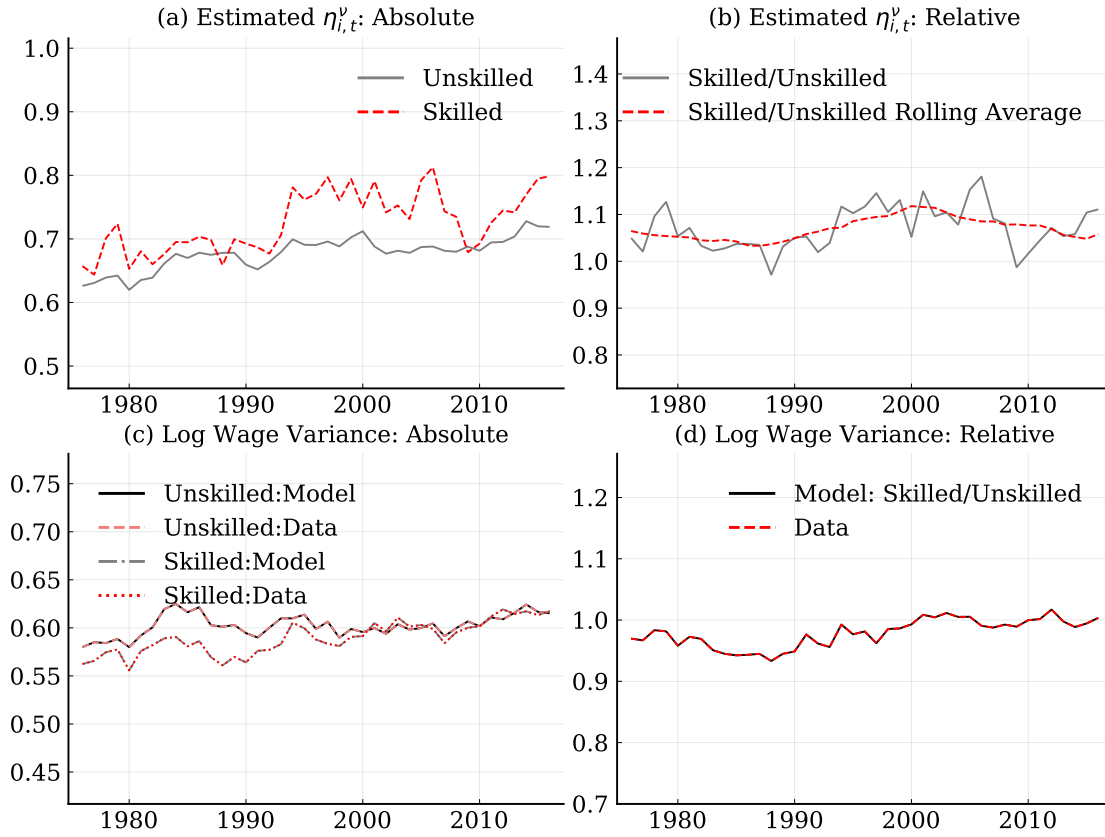 (a) Estimated η^ν_{i,t}: Absolute
1.0
0.9
0.8
0.7
0.6
0.5
1980 1990 2000 2010
Unskilled
Skilled
(b) Estimated η^ν_{i,t}: Relative
1.4
1.3
1.2
1.1
1.0
0.9
0.8
1980 1990 2000 2010
Skilled/Unskilled
Skilled/Unskilled Rolling Average
(c) Log Wage Variance: Absolute
0.75
0.70
0.65
0.60
0.55
0.50
0.45
1980 1990 2000 2010
Unskilled:Model
Unskilled:Data
Skilled:Model
Skilled:Data
(d) Log Wage Variance: Relative
1.2
1.1
1.0
0.9
0.8
0.7
1980 1990 2000 2010
Model: Skilled/Unskilled
Data